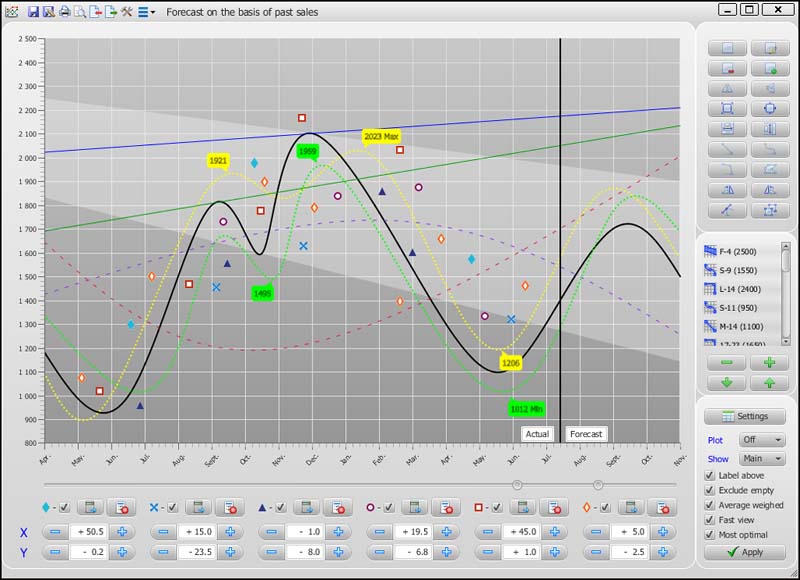 Forecast on the basis of past sales
2 500
2 400
2 300
2 200
2 100
2 000
1 900
1 800
1 700
1 600
1 500
1 400
1 300
1 200
1 100
1 000
900
800
2023 Max
1959
1921
1498
1206
1012 Min
Actual
Forecast
Apr.
May.
Jun.
Jul.
Aug.
Sept.
Oct.
Nov.
Dec.
Jan.
Feb.
Mar.
Apr.
May.
Jun.
Jul.
Aug.
Sept.
Oct.
Nov.
X + 50.5 + 15.0 - 1.0 + 19.5 + 45.0 + 5.0
Y - 0.2 - 23.5 - 8.0 - 6.8 + 1.0 - 2.5
F-4 (2500)
S-9 (1550)
L-14 (2400)
S-11 (950)
M-14 (1100)
17-23 (1650)
Settings
Plot Off
Show Main
Label above
Exclude empty
Average weighed
Fast view
Most optimal
Apply